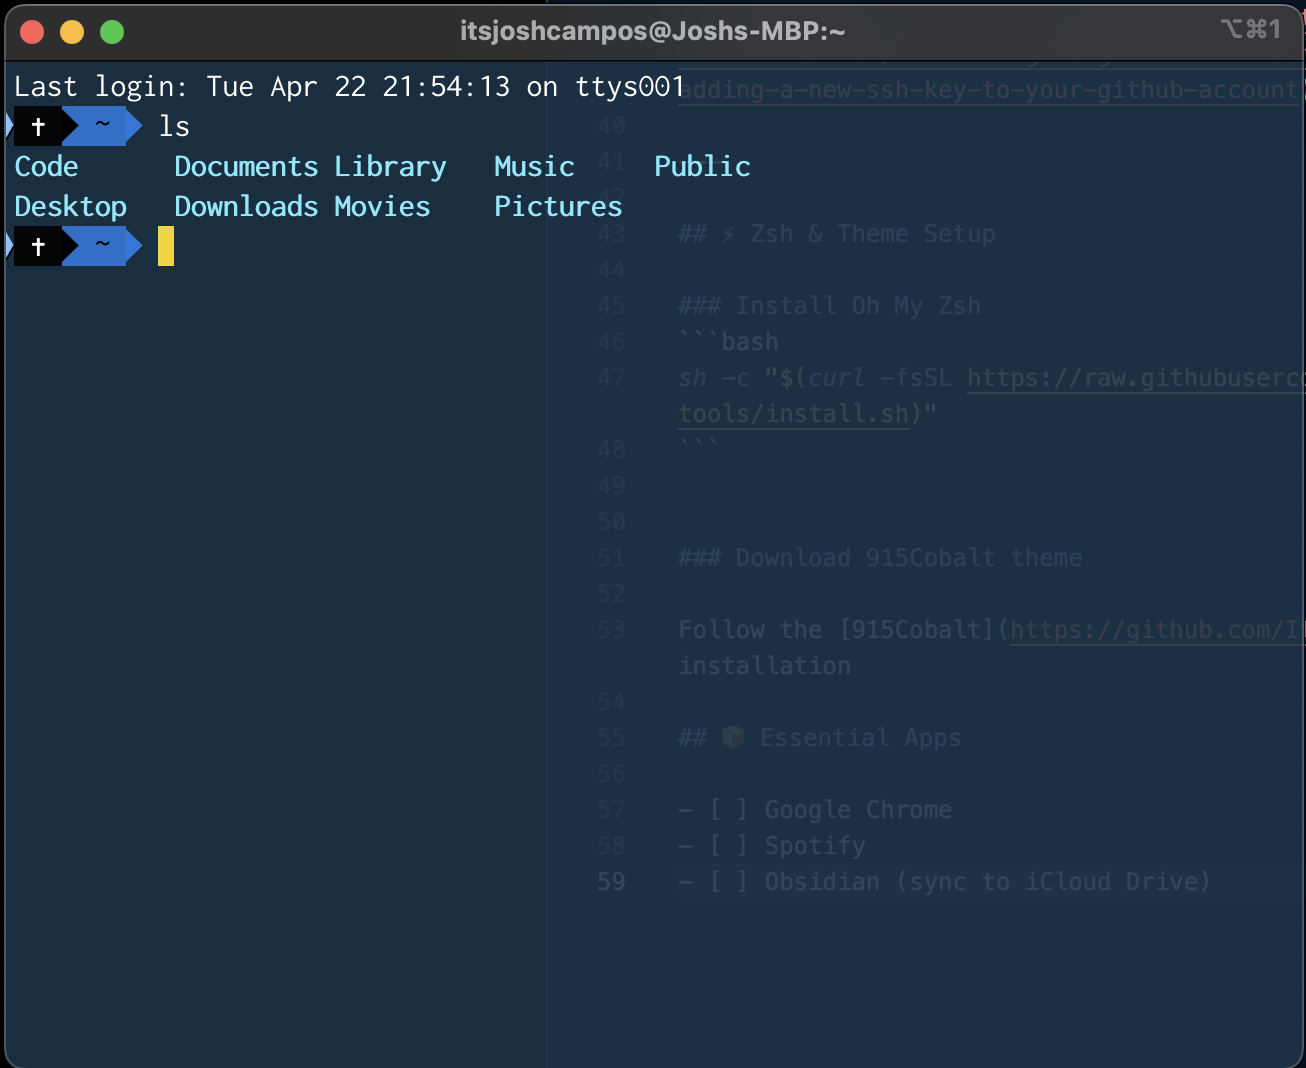 itsjoshcampos@Joshs-MBP:~
⌥⌘1
Last login: Tue Apr 22 21:54:13 on ttys001
† ~ ls
Code Documents Library Music Public
Desktop Downloads Movies Pictures
† ~
adding-a-new-ssh-key-to-your-github-account
40
41
42
43 ## ⚡ Zsh & Theme Setup
44
45 ### Install Oh My Zsh
46 ```bash
47 sh -c "$(curl -fsSL https://raw.githubuserc
tools/install.sh)"
48 ```
49
50
51 ### Download 915Cobalt theme
52
53 Follow the [915Cobalt](https://github.com/It
installation
54
55 ## 📦 Essential Apps
56
57 - [ ] Google Chrome
58 - [ ] Spotify
59 - [ ] Obsidian (sync to iCloud Drive)